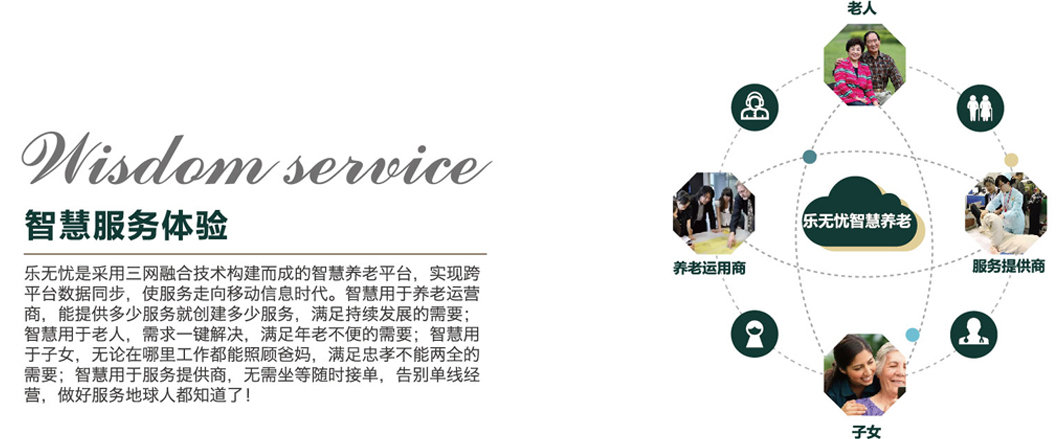 Wisdom service
智慧服务体验
乐无忧是采用三网融合技术构建而成的智慧养老平台，实现跨
平台数据同步，使服务走向移动信息时代。智慧用于养老运营
商，能提供多少服务就创建多少服务，满足持续发展的需要；
智慧用于老人，需求一键解决，满足年老不便的需要；智慧用
于子女，无论在哪里工作都能照顾爸妈，满足忠孝不能两全的
需要；智慧用于服务提供商，无需坐等随时接单，告别单线经
营，做好服务地球人都知道了！
老人
乐无忧智慧养老
养老运用商
服务提供商
子女